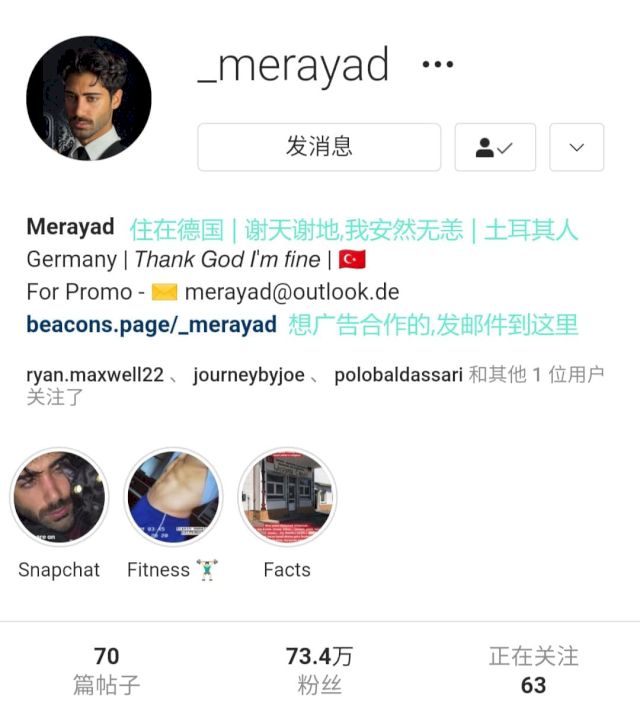 _merayad •••
发消息
Merayad 住在德国 | 谢天谢地,我安然无恙 | 土耳其人
Germany | Thank God I'm fine | 🇹🇷
For Promo - ✉️ merayad@outlook.de
beacons.page/_merayad 想广告合作的,发邮件到这里
ryan.maxwell22 、 journeybyjoe 、 polobaldassari 和其他 1 位用户
关注了
Snapchat Fitness 🏋️ Facts
70 73.4万 正在关注
篇帖子 粉丝 63